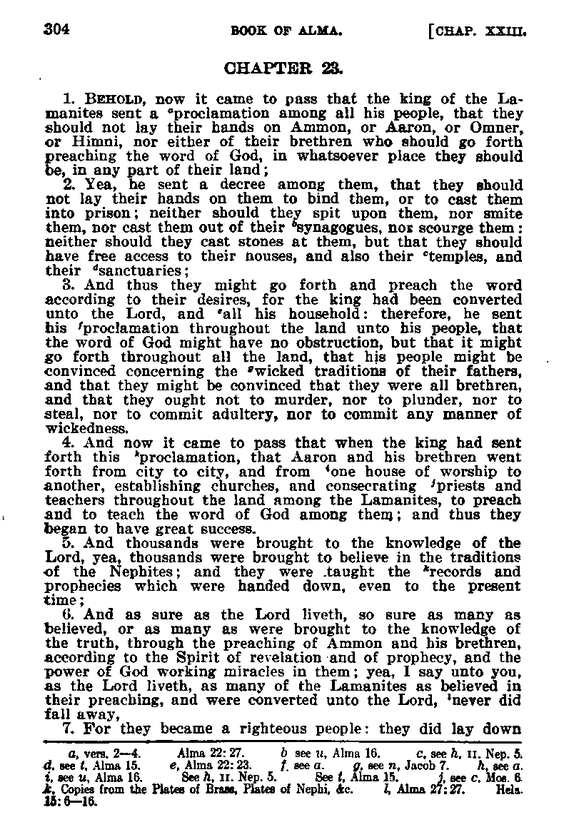 304 BOOK OF ALMA. [CHAP. XXIII.
CHAPTER 23.
1. BEHOLD, now it came to pass that the king of the La-
manites sent a ᵃproclamation among all his people, that they
should not lay their hands on Ammon, or Aaron, or Omner,
or Himni, nor either of their brethren who should go forth
preaching the word of God, in whatsoever place they should
be, in any part of their land;
2. Yea, he sent a decree among them, that they should
not lay their hands on them to bind them, or to cast them
into prison; neither should they spit upon them, nor smite
them, nor cast them out of their ᵇsynagogues, nor scourge them:
neither should they cast stones at them, but that they should
have free access to their houses, and also their ᶜtemples, and
their ᵈsanctuaries;
3. And thus they might go forth and preach the word
according to their desires, for the king had been converted
unto the Lord, and ᵉall his household: therefore, he sent
his ᶠproclamation throughout the land unto his people, that
the word of God might have no obstruction, but that it might
go forth throughout all the land, that his people might be
convinced concerning the ᵍwicked traditions of their fathers,
and that they might be convinced that they were all brethren,
and that they ought not to murder, nor to plunder, nor to
steal, nor to commit adultery, nor to commit any manner of
wickedness.
4. And now it came to pass that when the king had sent
forth this ʰproclamation, that Aaron and his brethren went
forth from city to city, and from ⁱone house of worship to
another, establishing churches, and consecrating ʲpriests and
teachers throughout the land among the Lamanites, to preach
and to teach the word of God among them; and thus they
began to have great success.
5. And thousands were brought to the knowledge of the
Lord, yea, thousands were brought to believe in the traditions
of the Nephites; and they were taught the ᵏrecords and
prophecies which were handed down, even to the present
time;
6. And as sure as the Lord liveth, so sure as many as
believed, or as many as were brought to the knowledge of
the truth, through the preaching of Ammon and his brethren,
according to the Spirit of revelation and of prophecy, and the
power of God working miracles in them; yea, I say unto you,
as the Lord liveth, as many of the Lamanites as believed in
their preaching, and were converted unto the Lord, ˡnever did
fall away,
7. For they became a righteous people: they did lay down
a, vers. 2—4. Alma 22: 27. b see u, Alma 16. c, see h, II. Nep. 5.
d, see t, Alma 15. e, Alma 22: 23. f, see a. g, see n, Jacob 7. h, see a.
i, see u, Alma 16. See h, II. Nep. 5. See t, Alma 15. j, see c. Mos. 6.
k, Copies from the Plates of Brass, Plates of Nephi, &c. l, Alma 27: 27. Hela.
15: 6—16.